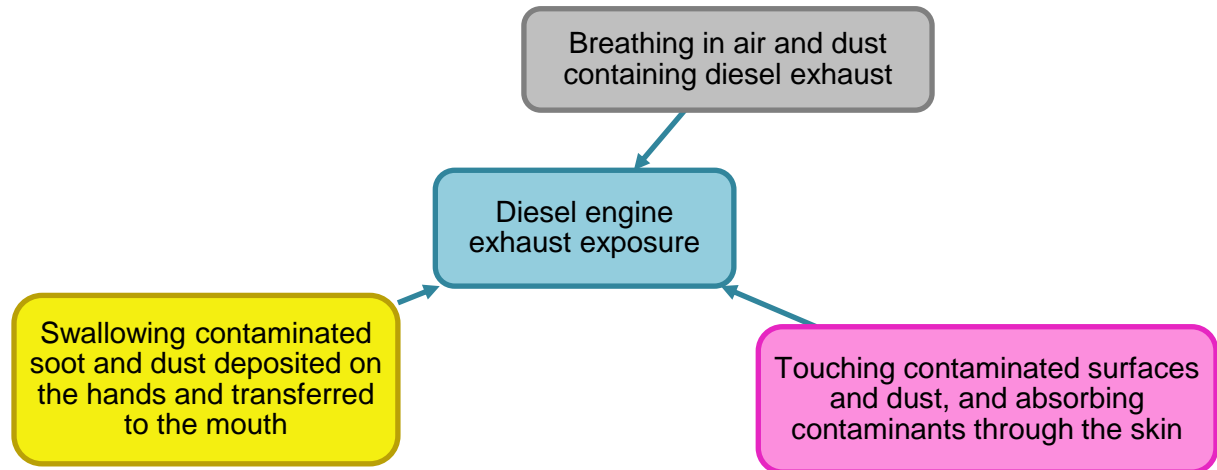 Breathing in air and dust
containing diesel exhaust
Diesel engine
exhaust exposure
Swallowing contaminated
soot and dust deposited on
the hands and transferred
to the mouth
Touching contaminated surfaces
and dust, and absorbing
contaminants through the skin